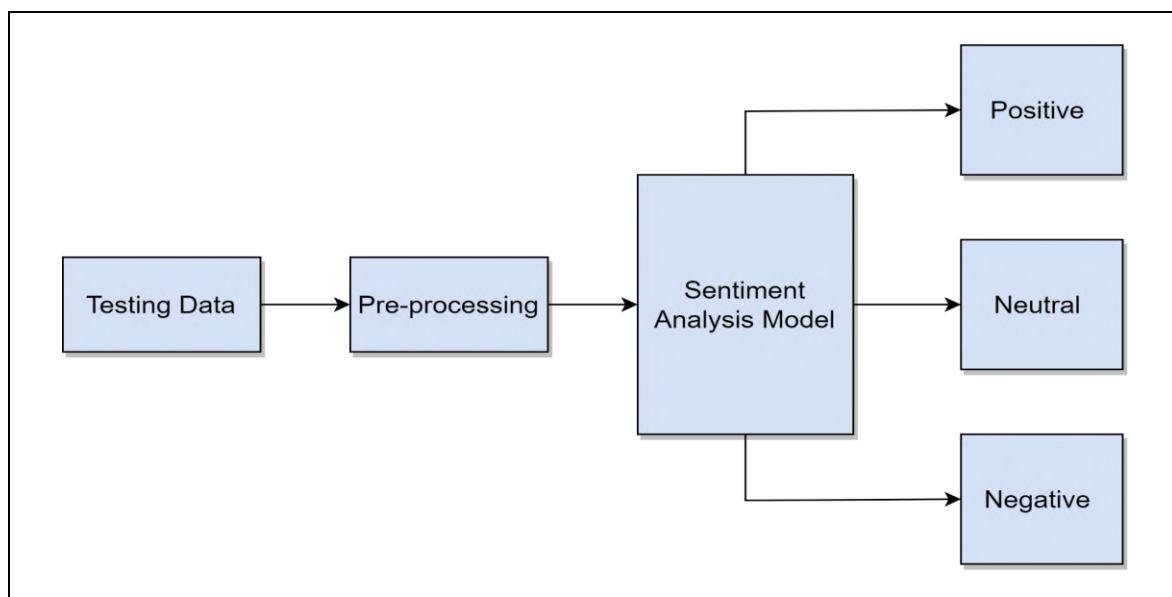 Testing Data
Pre-processing
Sentiment
Analysis Model
Positive
Neutral
Negative